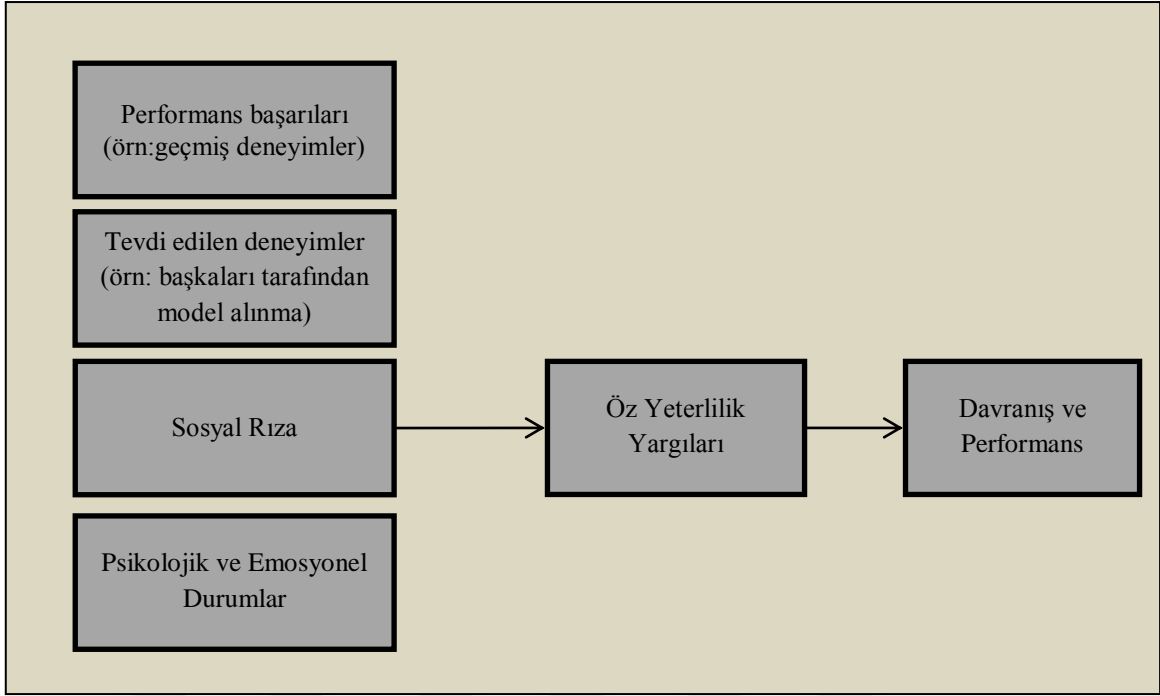 Performans başarıları
(örn:geçmiş deneyimler)
Tevdi edilen deneyimler
(örn: başkaları tarafından
model alınma)
Sosyal Rıza
Psikolojik ve Emosyonel
Durumlar
Öz Yeterlilik
Yargıları
Davranış ve
Performans